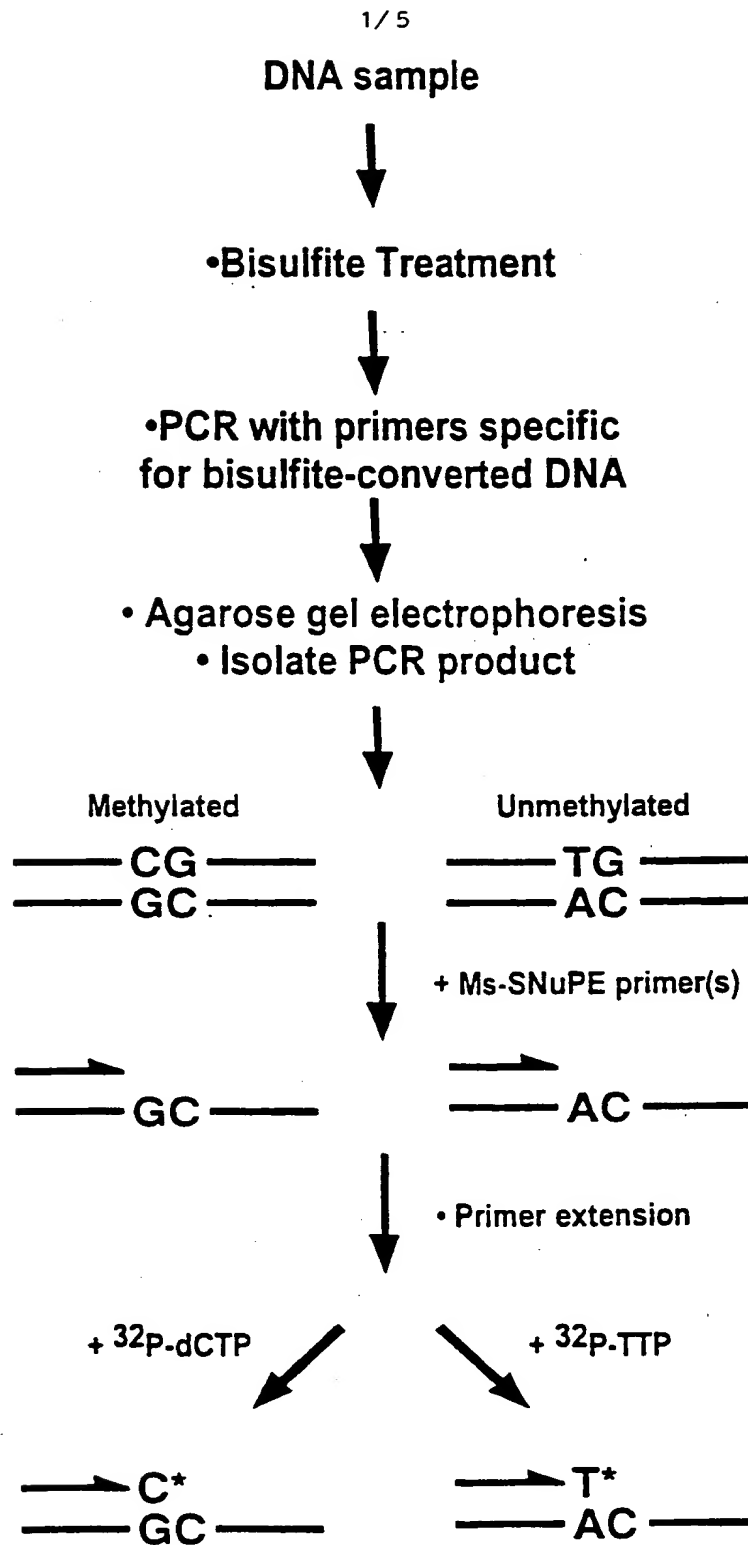 1/5
DNA sample
•Bisulfite Treatment
•PCR with primers specific
for bisulfite-converted DNA
• Agarose gel electrophoresis
• Isolate PCR product
Methylated Unmethylated
CG TG
GC AC
+ Ms-SNuPE primer(s)
GC AC
• Primer extension
+ 32P-dCTP + 32P-TTP
C* T*
GC AC